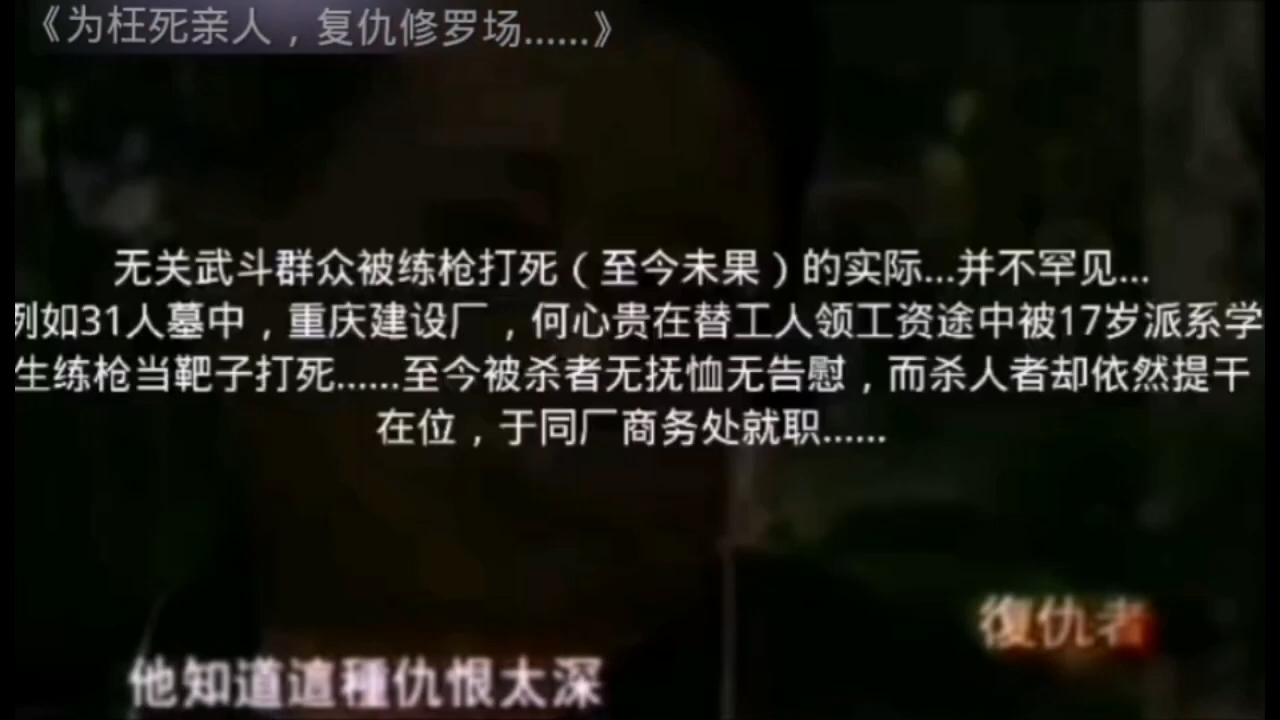 《为枉死亲人，复仇修罗场……》
无关武斗群众被练枪打死（至今未果）的实际…并不罕见…
例如31人墓中，重庆建设厂，何心贵在替工人领工资途中被17岁派系学
生练枪当靶子打死……至今被杀者无抚恤无告慰，而杀人者却依然提干
在位，于同厂商务处就职……
復仇者
他知道這種仇恨太深